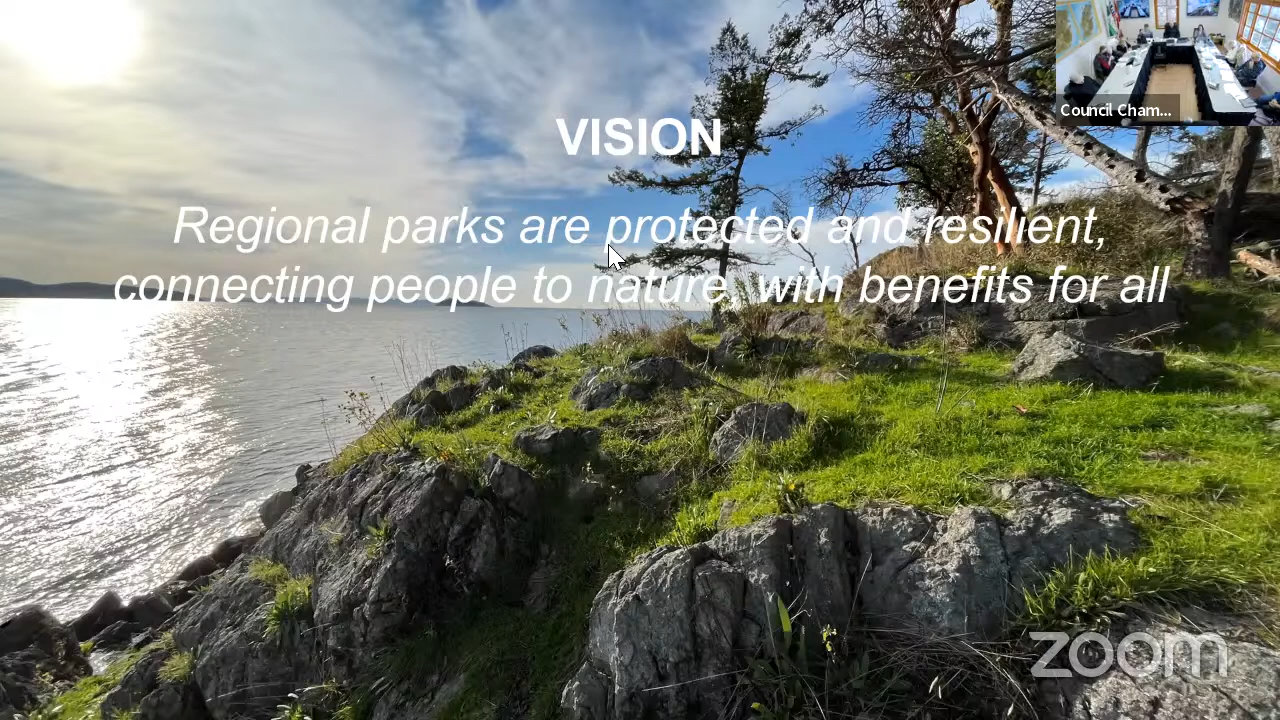 Council Cham...
VISION
Regional parks are protected and resilient,
connecting people to nature, with benefits for all
zoom